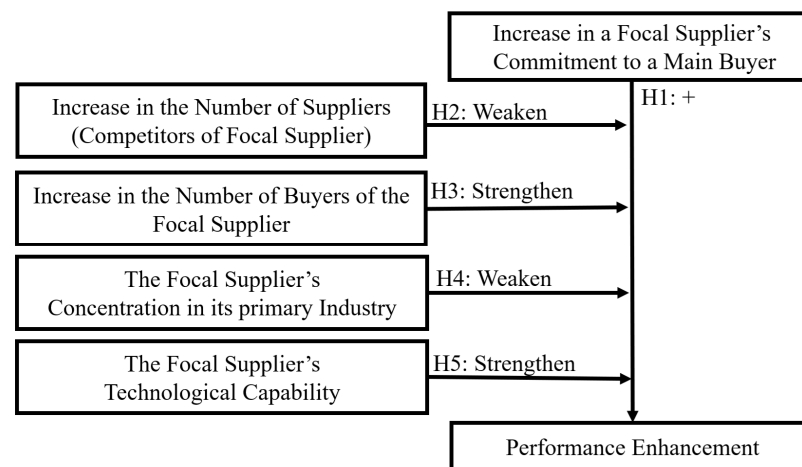 Increase in a Focal Supplier's
Commitment to a Main Buyer
H1: +
Increase in the Number of Suppliers
(Competitors of Focal Supplier)
H2: Weaken
Increase in the Number of Buyers of the
Focal Supplier
H3: Strengthen
The Focal Supplier's
Concentration in its primary Industry
H4: Weaken
The Focal Supplier's
Technological Capability
H5: Strengthen
Performance Enhancement